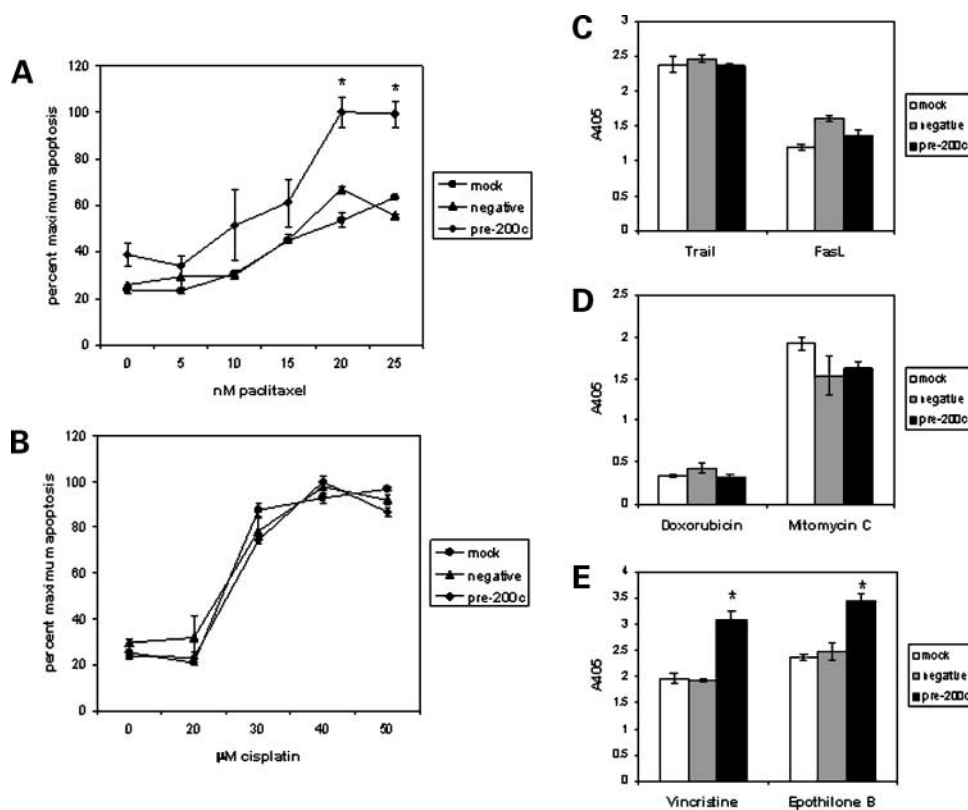 A
120
100
80
60
40
20
0
percent maximum apoptosis
* *
0 5 10 15 20 25
nM paclitaxel
mock
negative
pre-200c
B
120
100
80
60
40
20
0
percent maximum apoptosis
0 20 30 40 50
µM cisplatin
mock
negative
pre-200c
C
3
2.5
2
1.5
1
0.5
0
A405
Trail FasL
mock
negative
pre-200c
D
2.5
2
1.5
1
0.5
0
A405
Doxorubicin Mitomycin C
mock
negative
pre-200c
E
4
3.5
3
2.5
2
1.5
1
0.5
0
A405
* *
Vincristine Epothilone B
mock
negative
pre-200c